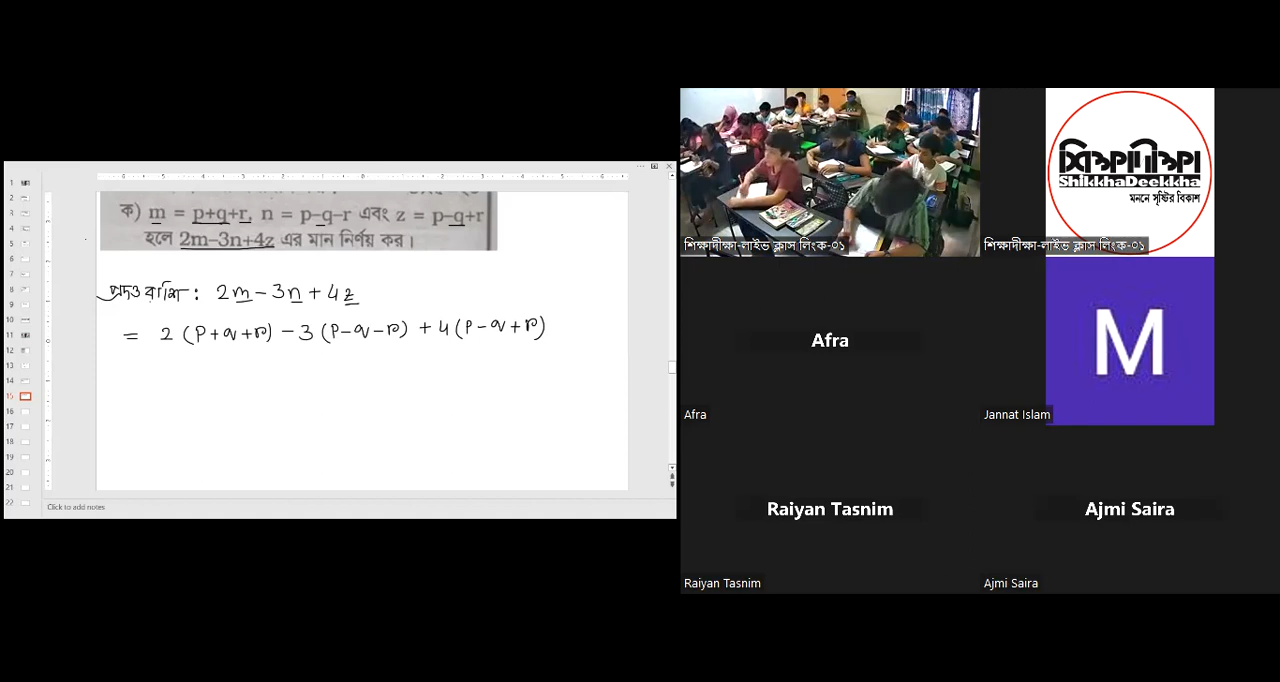 ক) m = p+q+r, n = p-q-r এবং z = p-q+r
হলে 2m-3n+4z এর মান নির্ণয় কর।
প্রদত্ত রাশি: 2m - 3n + 4z
= 2 (p+q+r) - 3 (p-q-r) + 4 (p-q+r)
Click to add notes
শিক্ষাদীক্ষা-লাইভ ক্লাস লিংক-০১
শিক্ষাদীক্ষা
ShikkhaDeekkha
মননে সৃষ্টির বিকাশ
শিক্ষাদীক্ষা-লাইভ ক্লাস লিংক-০১
Afra
Afra
M
Jannat Islam
Raiyan Tasnim
Raiyan Tasnim
Ajmi Saira
Ajmi Saira